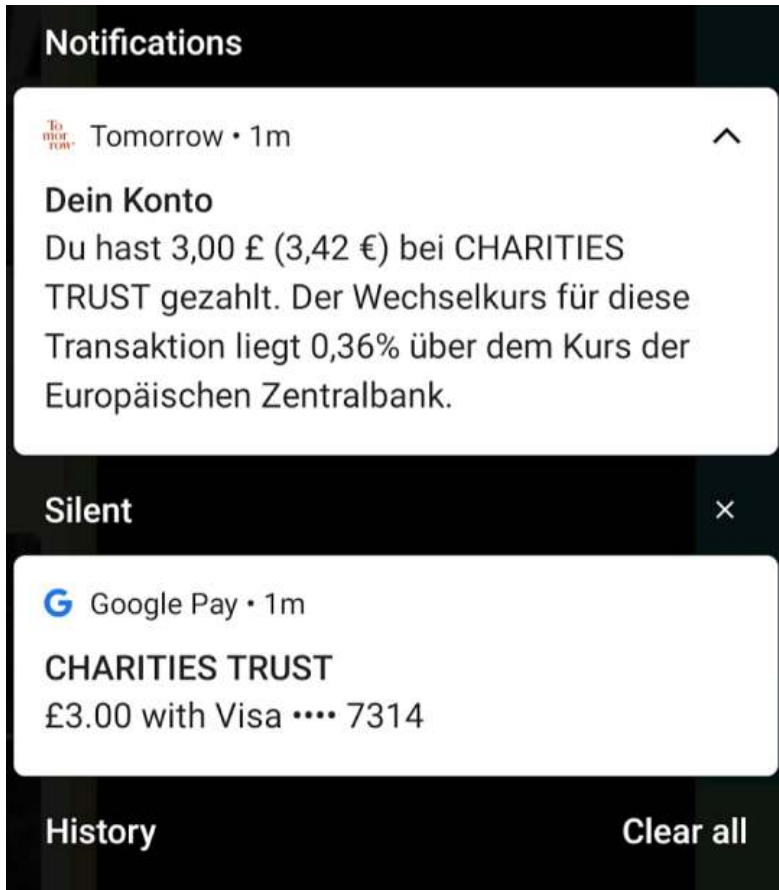 Notifications
To
mor
row
Tomorrow • 1m
Dein Konto
Du hast 3,00 £ (3,42 €) bei CHARITIES
TRUST gezahlt. Der Wechselkurs für diese
Transaktion liegt 0,36% über dem Kurs der
Europäischen Zentralbank.
Silent
G Google Pay • 1m
CHARITIES TRUST
£3.00 with Visa •••• 7314
History
Clear all